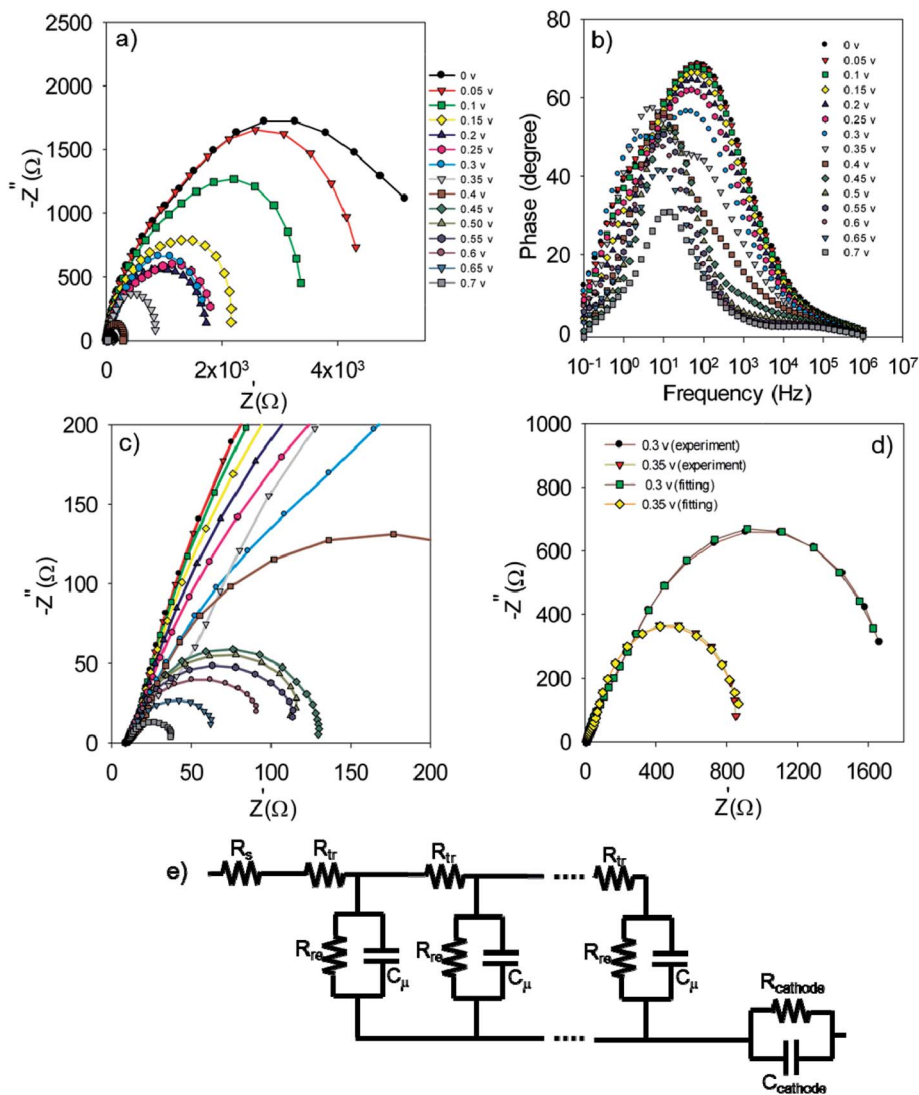 a)
2500
2000
1500
1000
500
0
-Z"(Ω)
0
2x10³
4x10³
Z'(Ω)
0 v
0.05 v
0.1 v
0.15 v
0.2 v
0.25 v
0.3 v
0.35 v
0.4 v
0.45 v
0.50 v
0.55 v
0.6 v
0.65 v
0.7 v
b)
80
60
40
20
0
Phase (degree)
10⁻¹ 10⁰ 10¹ 10² 10³ 10⁴ 10⁵ 10⁶ 10⁷
Frequency (Hz)
0 v
0.05 v
0.1 v
0.15 v
0.2 v
0.25 v
0.3 v
0.35 v
0.4 v
0.45 v
0.5 v
0.55 v
0.6 v
0.65 v
0.7 v
c)
200
150
100
50
0
-Z"(Ω)
0 50 100 150 200
Z'(Ω)
d)
1000
800
600
400
200
0
-Z"(Ω)
0 400 800 1200 1600
Z'(Ω)
0.3 v (experiment)
0.35 v (experiment)
0.3 v (fitting)
0.35 v (fitting)
e)
Rs Rtr Rtr Rtr
Rre Cμ Rre Cμ Rre Cμ
Rcathode
Ccathode